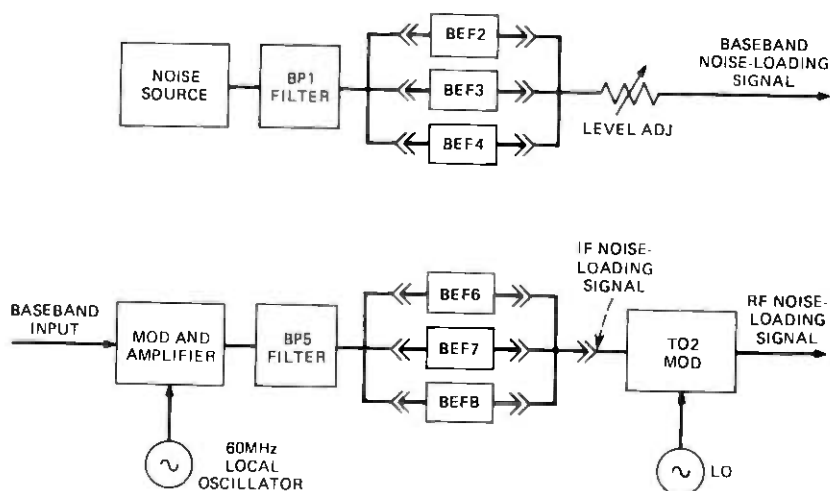 NOISE
SOURCE
BP1
FILTER
BEF2
BEF3
BEF4
LEVEL ADJ
BASEBAND
NOISE-LOADING
SIGNAL
BASEBAND
INPUT
MOD AND
AMPLIFIER
60MHz
LOCAL
OSCILLATOR
BP5
FILTER
BEF6
BEF7
BEF8
IF NOISE-
LOADING
SIGNAL
TO2
MOD
LO
RF NOISE-
LOADING
SIGNAL